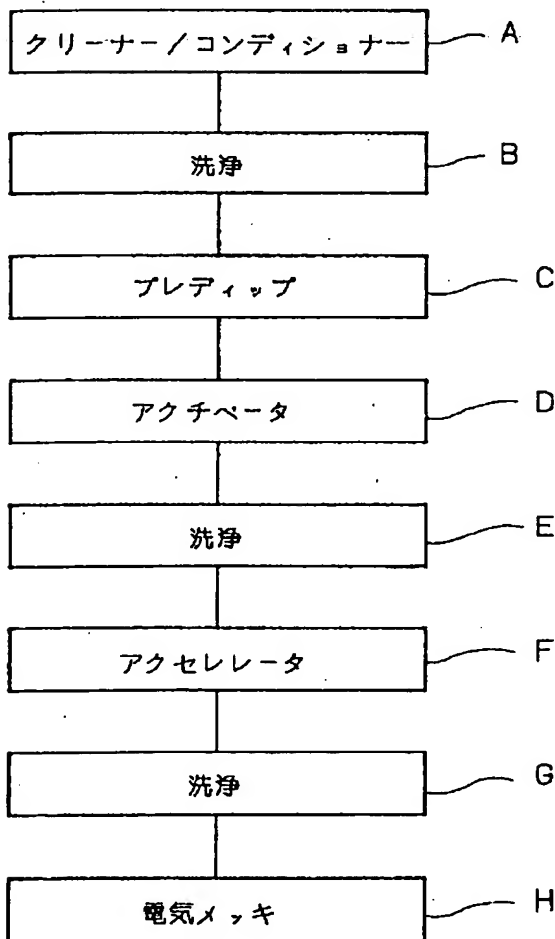 クリーナー/コンディショナー A
洗浄 B
プレディップ C
アクチベータ D
洗浄 E
アクセレレータ F
洗浄 G
電気メッキ H